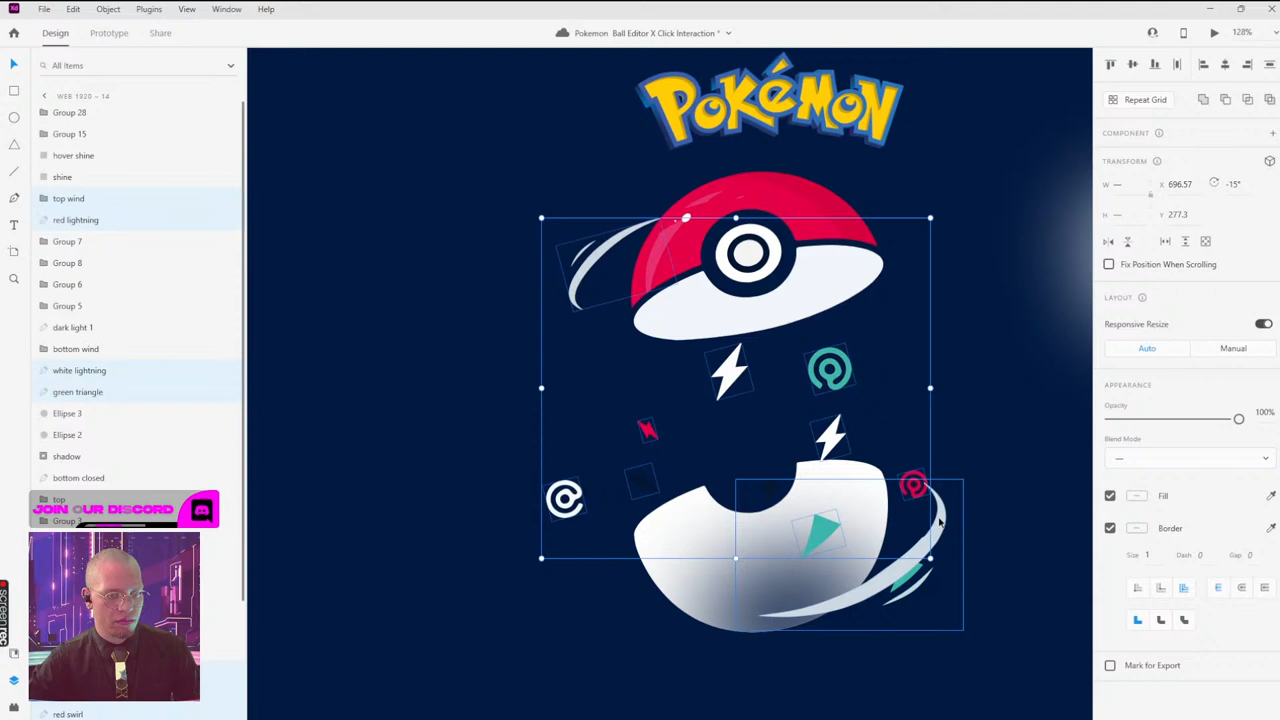 Xd File Edit Object Plugins View Window Help
Design Prototype Share Pokemon Ball Editor X Click Interaction * 128%
All Items
WEB 1920 – 14
Group 28
Group 15
hover shine
shine
top wind
red lightning
Group 7
Group 8
Group 6
Group 5
dark light 1
bottom wind
white lightning
green triangle
Ellipse 3
Ellipse 2
shadow
bottom closed
top
Group 3
JOIN OUR DISCORD
red swirl
POKéMON
Repeat Grid
COMPONENT
TRANSFORM
W — X 696.57 -15°
H — Y 277.3
Fix Position When Scrolling
LAYOUT
Responsive Resize
Auto Manual
APPEARANCE
Opacity
100%
Blend Mode
—
Fill
Border
Size 1 Dash 0 Gap 0
Mark for Export